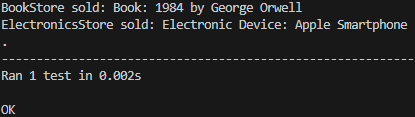 BookStore sold: Book: 1984 by George Orwell
ElectronicsStore sold: Electronic Device: Apple Smartphone
.
----------------------------------------------------------
Ran 1 test in 0.002s
OK